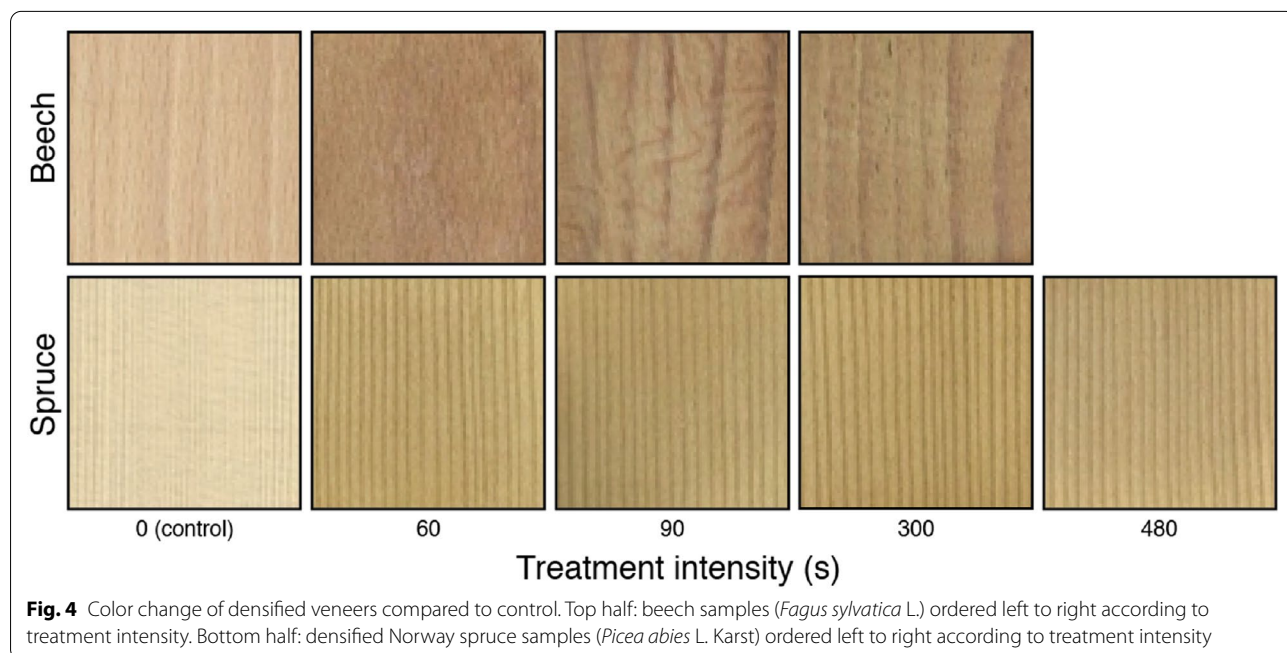 Beech
Spruce
0 (control)
60
90
300
480
Treatment intensity (s)
Fig. 4 Color change of densified veneers compared to control. Top half: beech samples (Fagus sylvatica L.) ordered left to right according to
treatment intensity. Bottom half: densified Norway spruce samples (Picea abies L. Karst) ordered left to right according to treatment intensity